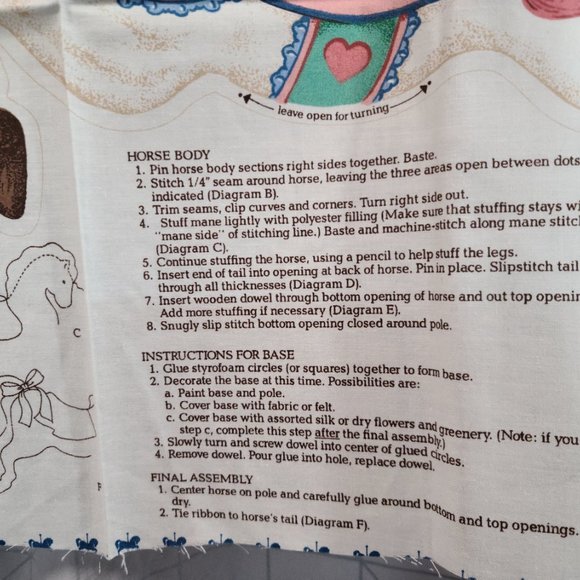 leave open for turning
HORSE BODY
1. Pin horse body sections right sides together. Baste.
2. Stitch 1/4" seam around horse, leaving the three areas open between dots
indicated (Diagram B).
3. Trim seams, clip curves and corners. Turn right side out.
4. Stuff mane lightly with polyester filling (Make sure that stuffing stays wi
"mane side" of stitching line.) Baste and machine-stitch along mane stitch
(Diagram C).
5. Continue stuffing the horse, using a pencil to help stuff the legs.
6. Insert end of tail into opening at back of horse. Pin in place. Slipstitch tail
through all thicknesses (Diagram D).
7. Insert wooden dowel through bottom opening of horse and out top openin
Add more stuffing if necessary (Diagram E).
8. Snugly slip stitch bottom opening closed around pole.
C
INSTRUCTIONS FOR BASE
1. Glue styrofoam circles (or squares) together to form base.
2. Decorate the base at this time. Possibilities are:
a. Paint base and pole.
b. Cover base with fabric or felt.
c. Cover base with assorted silk or dry flowers and greenery. (Note: if you
step c, complete this step after the final assembly.)
3. Slowly turn and screw dowel into center of glued circles.
4. Remove dowel. Pour glue into hole, replace dowel.
FINAL ASSEMBLY
1. Center horse on pole and carefully glue around bottom and top openings.
dry.
2. Tie ribbon to horse's tail (Diagram F).